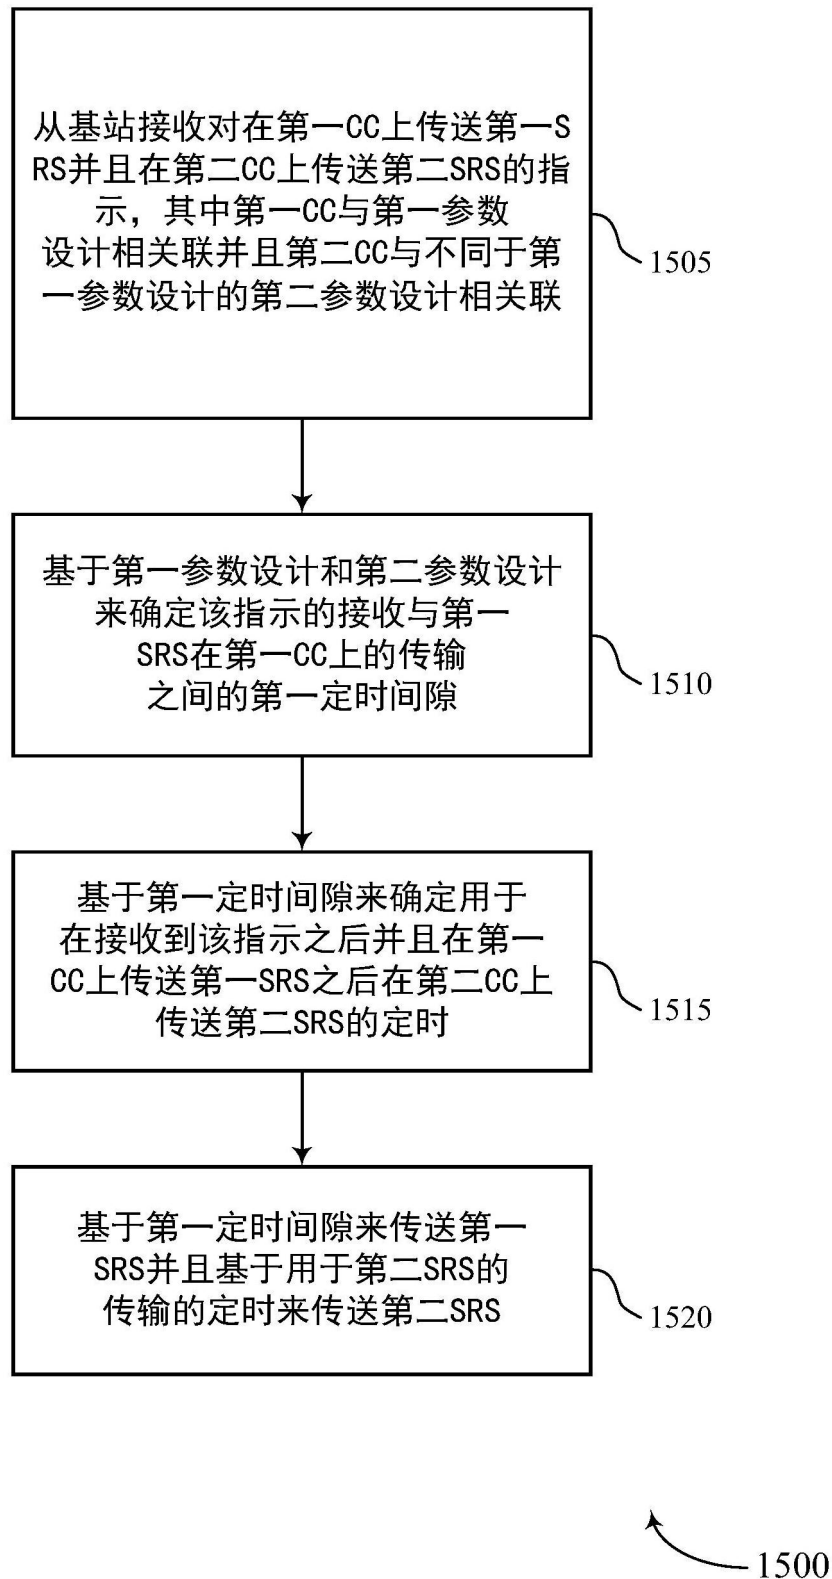 从基站接收对在第一CC上传送第一S
RS并且在第二CC上传送第二SRS的指
示，其中第一CC与第一参数
设计相关联并且第二CC与不同于第
一参数设计的第二参数设计相关联
1505
基于第一参数设计和第二参数设计
来确定该指示的接收与第一
SRS在第一CC上的传输
之间的第一定时间隙
1510
基于第一定时间隙来确定用于
在接收到该指示之后并且在第一
CC上传送第一SRS之后在第二CC上
传送第二SRS的定时
1515
基于第一定时间隙来传送第一
SRS并且基于用于第二SRS的
传输的定时来传送第二SRS
1520
1500